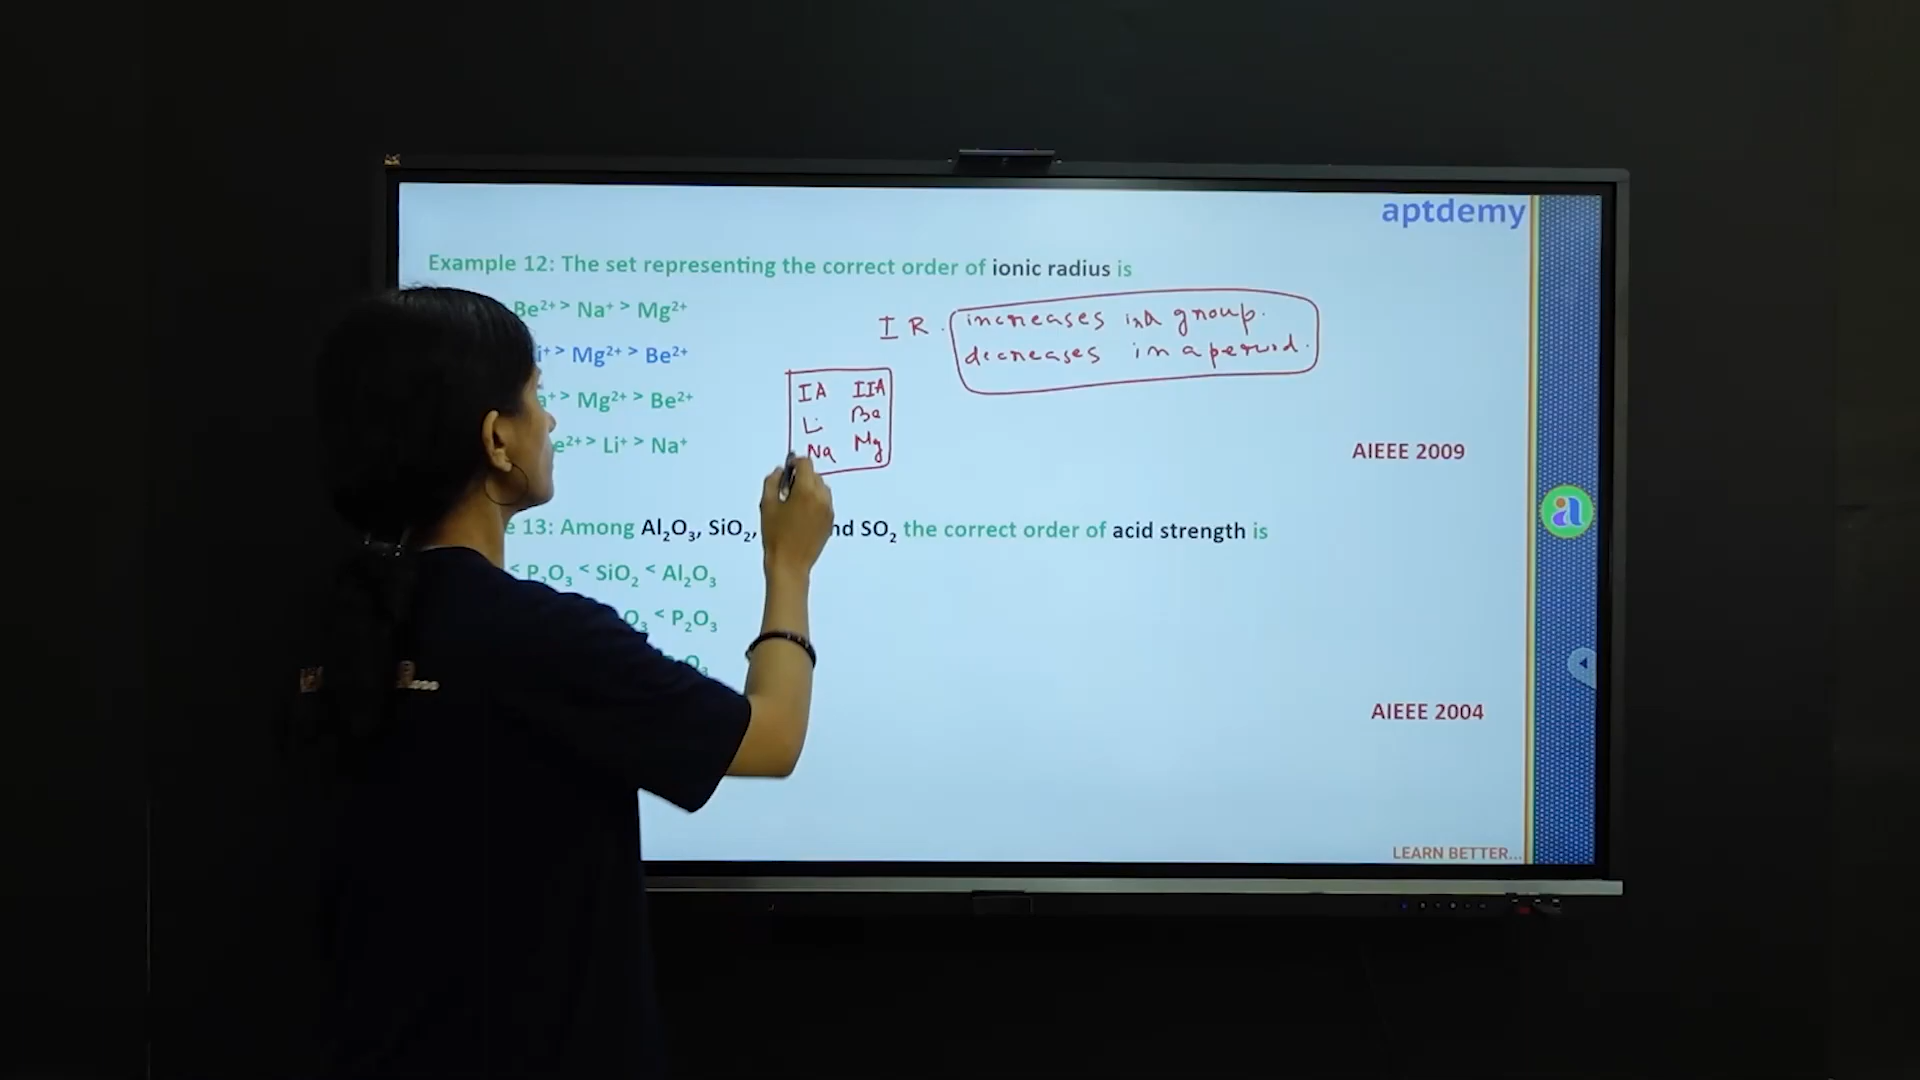 aptdemy
Example 12: The set representing the correct order of ionic radius is
Be²⁺ > Na⁺ > Mg²⁺
i⁺ > Mg²⁺ > Be²⁺
a⁺ > Mg²⁺ > Be²⁺
e²⁺ > Li⁺ > Na⁺
I R. increases in a group.
decreases in a period.
IA IIA
Li Be
Na Mg
AIEEE 2009
e 13: Among Al₂O₃, SiO₂, nd SO₂ the correct order of acid strength is
< P₂O₃ < SiO₂ < Al₂O₃
O₃ < P₂O₃
O₃
AIEEE 2004
LEARN BETTER...